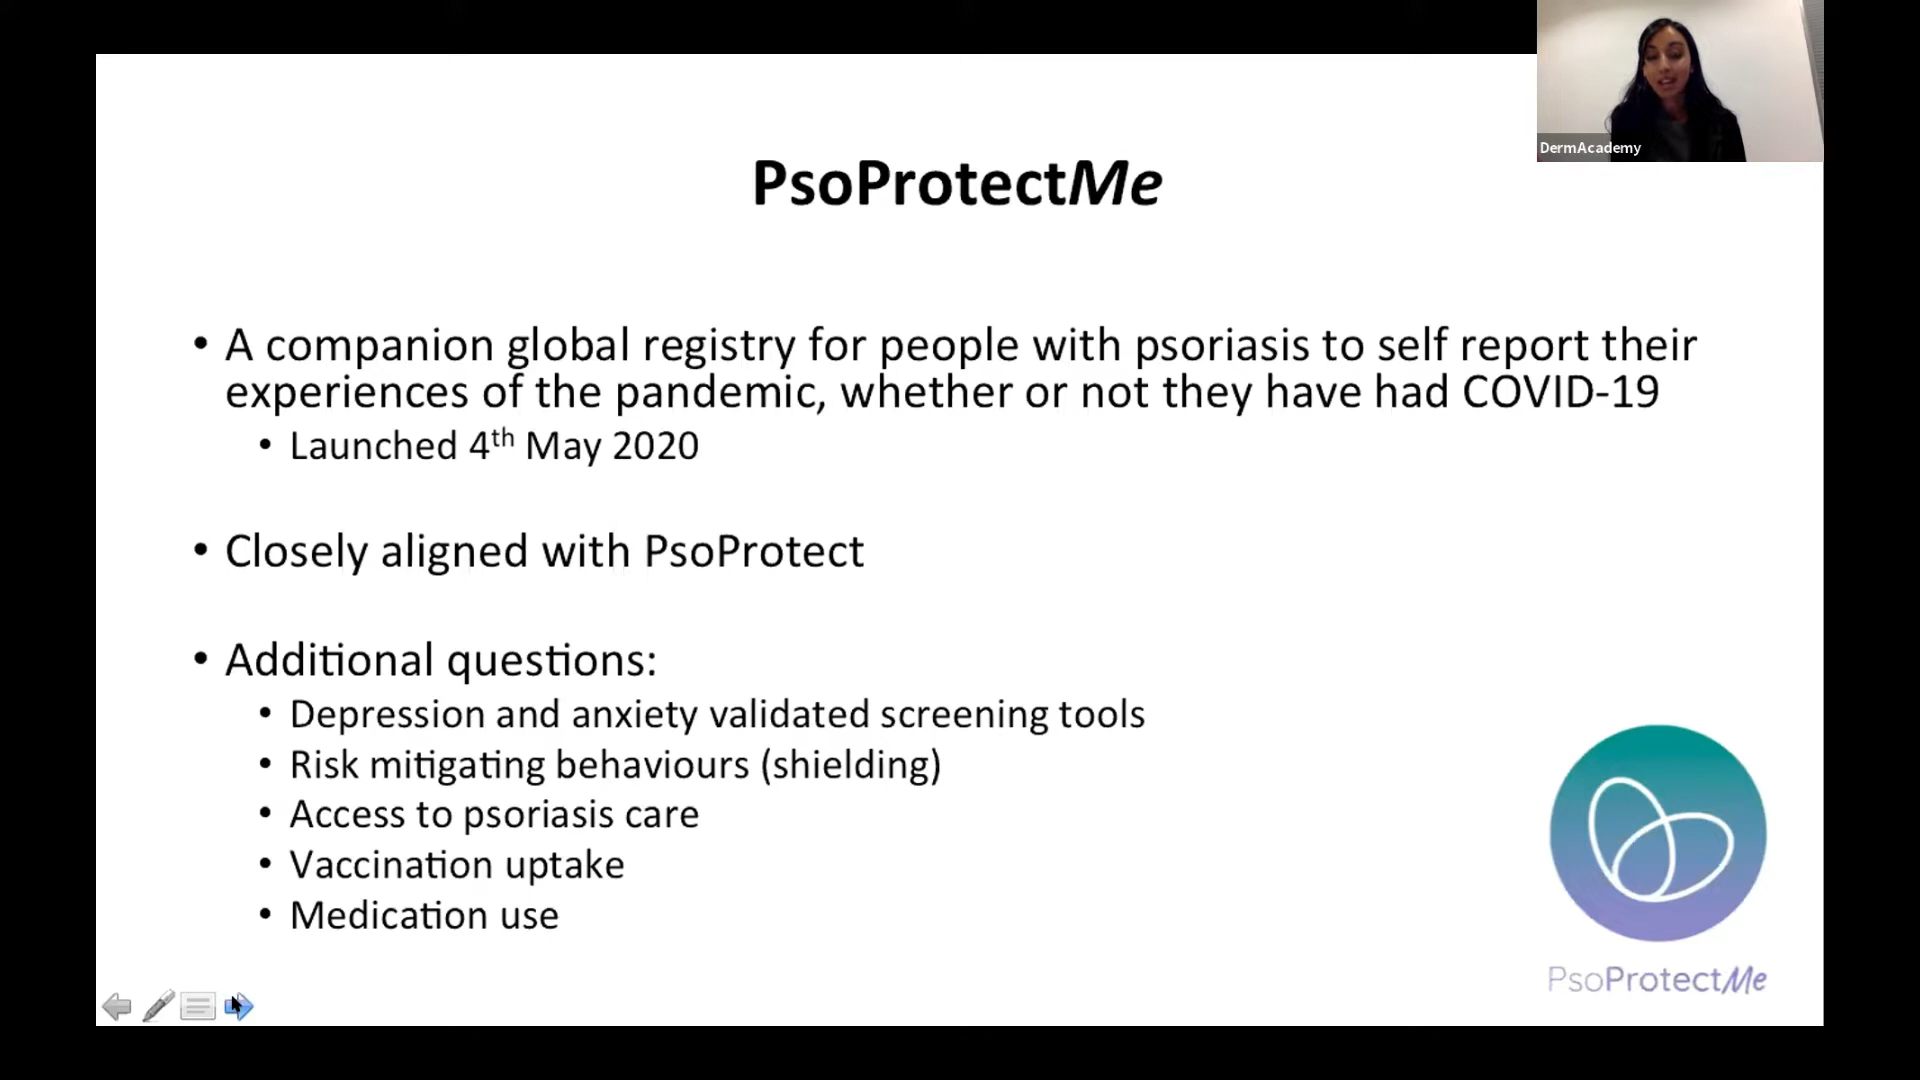 DermAcademy
PsoProtectMe
• A companion global registry for people with psoriasis to self report their
experiences of the pandemic, whether or not they have had COVID-19
• Launched 4th May 2020
• Closely aligned with PsoProtect
• Additional questions:
• Depression and anxiety validated screening tools
• Risk mitigating behaviours (shielding)
• Access to psoriasis care
• Vaccination uptake
• Medication use
PsoProtectMe